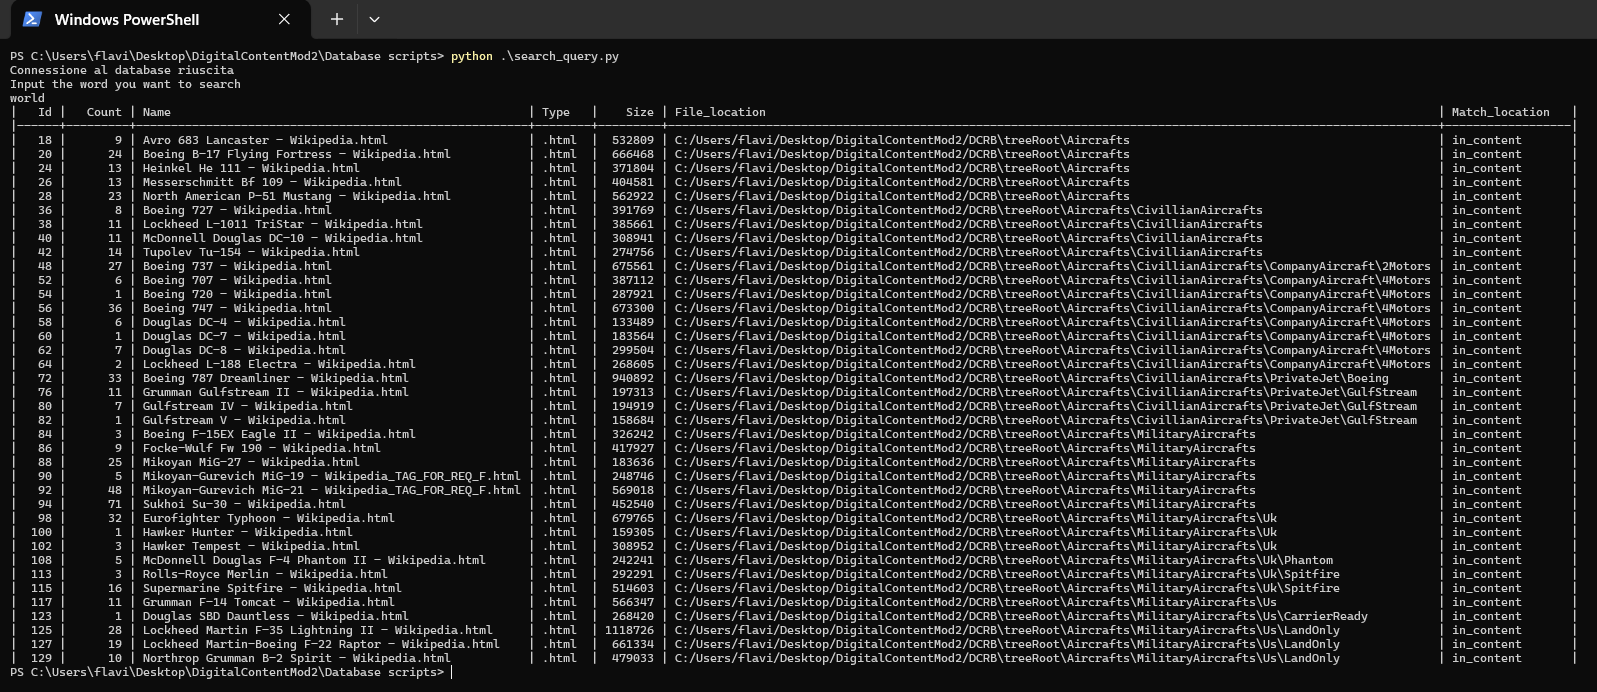 Windows PowerShell
PS C:\Users\flavi\Desktop\DigitalContentMod2\Database scripts> python .\search_query.py
Connessione al database riuscita
Input the word you want to search
world
|   Id |   Count | Name                                                  | Type   |    Size | File_location                                                                                                | Match_location   |
|------+---------+-------------------------------------------------------+--------+---------+--------------------------------------------------------------------------------------------------------------+------------------|
|   18 |       9 | Avro 683 Lancaster - Wikipedia.html | .html | 532809 | C:/Users/flavi/Desktop/DigitalContentMod2/DCRB\treeRoot\Aircrafts | in_content |
|   20 |      24 | Boeing B-17 Flying Fortress - Wikipedia.html | .html | 666468 | C:/Users/flavi/Desktop/DigitalContentMod2/DCRB\treeRoot\Aircrafts | in_content |
|   24 |      13 | Heinkel He 111 - Wikipedia.html | .html | 371804 | C:/Users/flavi/Desktop/DigitalContentMod2/DCRB\treeRoot\Aircrafts | in_content |
|   26 |      13 | Messerschmitt Bf 109 - Wikipedia.html | .html | 404581 | C:/Users/flavi/Desktop/DigitalContentMod2/DCRB\treeRoot\Aircrafts | in_content |
|   28 |      23 | North American P-51 Mustang - Wikipedia.html | .html | 562922 | C:/Users/flavi/Desktop/DigitalContentMod2/DCRB\treeRoot\Aircrafts | in_content |
|   36 |       8 | Boeing 727 - Wikipedia.html | .html | 391769 | C:/Users/flavi/Desktop/DigitalContentMod2/DCRB\treeRoot\Aircrafts\CivillianAircrafts | in_content |
|   38 |      11 | Lockheed L-1011 TriStar - Wikipedia.html | .html | 385661 | C:/Users/flavi/Desktop/DigitalContentMod2/DCRB\treeRoot\Aircrafts\CivillianAircrafts | in_content |
|   40 |      11 | McDonnell Douglas DC-10 - Wikipedia.html | .html | 308941 | C:/Users/flavi/Desktop/DigitalContentMod2/DCRB\treeRoot\Aircrafts\CivillianAircrafts | in_content |
|   42 |      14 | Tupolev Tu-154 - Wikipedia.html | .html | 274756 | C:/Users/flavi/Desktop/DigitalContentMod2/DCRB\treeRoot\Aircrafts\CivillianAircrafts | in_content |
|   48 |      27 | Boeing 737 - Wikipedia.html | .html | 675561 | C:/Users/flavi/Desktop/DigitalContentMod2/DCRB\treeRoot\Aircrafts\CivillianAircrafts\CompanyAircraft\2Motors | in_content |
|   52 |       6 | Boeing 707 - Wikipedia.html | .html | 387112 | C:/Users/flavi/Desktop/DigitalContentMod2/DCRB\treeRoot\Aircrafts\CivillianAircrafts\CompanyAircraft\4Motors | in_content |
|   54 |       1 | Boeing 720 - Wikipedia.html | .html | 287921 | C:/Users/flavi/Desktop/DigitalContentMod2/DCRB\treeRoot\Aircrafts\CivillianAircrafts\CompanyAircraft\4Motors | in_content |
|   56 |      36 | Boeing 747 - Wikipedia.html | .html | 673300 | C:/Users/flavi/Desktop/DigitalContentMod2/DCRB\treeRoot\Aircrafts\CivillianAircrafts\CompanyAircraft\4Motors | in_content |
|   58 |       6 | Douglas DC-4 - Wikipedia.html | .html | 133489 | C:/Users/flavi/Desktop/DigitalContentMod2/DCRB\treeRoot\Aircrafts\CivillianAircrafts\CompanyAircraft\4Motors | in_content |
|   60 |       1 | Douglas DC-7 - Wikipedia.html | .html | 183564 | C:/Users/flavi/Desktop/DigitalContentMod2/DCRB\treeRoot\Aircrafts\CivillianAircrafts\CompanyAircraft\4Motors | in_content |
|   62 |       7 | Douglas DC-8 - Wikipedia.html | .html | 299504 | C:/Users/flavi/Desktop/DigitalContentMod2/DCRB\treeRoot\Aircrafts\CivillianAircrafts\CompanyAircraft\4Motors | in_content |
|   64 |       2 | Lockheed L-188 Electra - Wikipedia.html | .html | 268605 | C:/Users/flavi/Desktop/DigitalContentMod2/DCRB\treeRoot\Aircrafts\CivillianAircrafts\CompanyAircraft\4Motors | in_content |
|   72 |      33 | Boeing 787 Dreamliner - Wikipedia.html | .html | 940892 | C:/Users/flavi/Desktop/DigitalContentMod2/DCRB\treeRoot\Aircrafts\CivillianAircrafts\PrivateJet\Boeing | in_content |
|   76 |      11 | Grumman Gulfstream II - Wikipedia.html | .html | 197313 | C:/Users/flavi/Desktop/DigitalContentMod2/DCRB\treeRoot\Aircrafts\CivillianAircrafts\PrivateJet\GulfStream | in_content |
|   80 |       7 | Gulfstream IV - Wikipedia.html | .html | 194919 | C:/Users/flavi/Desktop/DigitalContentMod2/DCRB\treeRoot\Aircrafts\CivillianAircrafts\PrivateJet\GulfStream | in_content |
|   82 |       1 | Gulfstream V - Wikipedia.html | .html | 158684 | C:/Users/flavi/Desktop/DigitalContentMod2/DCRB\treeRoot\Aircrafts\CivillianAircrafts\PrivateJet\GulfStream | in_content |
|   84 |       3 | Boeing F-15EX Eagle II - Wikipedia.html | .html | 326242 | C:/Users/flavi/Desktop/DigitalContentMod2/DCRB\treeRoot\Aircrafts\MilitaryAircrafts | in_content |
|   86 |       9 | Focke-Wulf Fw 190 - Wikipedia.html | .html | 417927 | C:/Users/flavi/Desktop/DigitalContentMod2/DCRB\treeRoot\Aircrafts\MilitaryAircrafts | in_content |
|   88 |      25 | Mikoyan MiG-27 - Wikipedia.html | .html | 183636 | C:/Users/flavi/Desktop/DigitalContentMod2/DCRB\treeRoot\Aircrafts\MilitaryAircrafts | in_content |
|   90 |       5 | Mikoyan-Gurevich MiG-19 - Wikipedia_TAG_FOR_REQ_F.html | .html | 248746 | C:/Users/flavi/Desktop/DigitalContentMod2/DCRB\treeRoot\Aircrafts\MilitaryAircrafts | in_content |
|   92 |      48 | Mikoyan-Gurevich MiG-21 - Wikipedia_TAG_FOR_REQ_F.html | .html | 569018 | C:/Users/flavi/Desktop/DigitalContentMod2/DCRB\treeRoot\Aircrafts\MilitaryAircrafts | in_content |
|   94 |      71 | Sukhoi Su-30 - Wikipedia.html | .html | 452540 | C:/Users/flavi/Desktop/DigitalContentMod2/DCRB\treeRoot\Aircrafts\MilitaryAircrafts | in_content |
|   98 |      32 | Eurofighter Typhoon - Wikipedia.html | .html | 679765 | C:/Users/flavi/Desktop/DigitalContentMod2/DCRB\treeRoot\Aircrafts\MilitaryAircrafts\Uk | in_content |
|  100 |       1 | Hawker Hunter - Wikipedia.html | .html | 159305 | C:/Users/flavi/Desktop/DigitalContentMod2/DCRB\treeRoot\Aircrafts\MilitaryAircrafts\Uk | in_content |
|  102 |       3 | Hawker Tempest - Wikipedia.html | .html | 308952 | C:/Users/flavi/Desktop/DigitalContentMod2/DCRB\treeRoot\Aircrafts\MilitaryAircrafts\Uk | in_content |
|  108 |       5 | McDonnell Douglas F-4 Phantom II - Wikipedia.html | .html | 242241 | C:/Users/flavi/Desktop/DigitalContentMod2/DCRB\treeRoot\Aircrafts\MilitaryAircrafts\Uk\Phantom | in_content |
|  113 |       3 | Rolls-Royce Merlin - Wikipedia.html | .html | 292291 | C:/Users/flavi/Desktop/DigitalContentMod2/DCRB\treeRoot\Aircrafts\MilitaryAircrafts\Uk\Spitfire | in_content |
|  115 |      16 | Supermarine Spitfire - Wikipedia.html | .html | 514603 | C:/Users/flavi/Desktop/DigitalContentMod2/DCRB\treeRoot\Aircrafts\MilitaryAircrafts\Uk\Spitfire | in_content |
|  117 |      11 | Grumman F-14 Tomcat - Wikipedia.html | .html | 566347 | C:/Users/flavi/Desktop/DigitalContentMod2/DCRB\treeRoot\Aircrafts\MilitaryAircrafts\Us | in_content |
|  123 |       1 | Douglas SBD Dauntless - Wikipedia.html | .html | 268420 | C:/Users/flavi/Desktop/DigitalContentMod2/DCRB\treeRoot\Aircrafts\MilitaryAircrafts\Us\CarrierReady | in_content |
|  125 |      28 | Lockheed Martin F-35 Lightning II - Wikipedia.html | .html | 1118726 | C:/Users/flavi/Desktop/DigitalContentMod2/DCRB\treeRoot\Aircrafts\MilitaryAircrafts\Us\LandOnly | in_content |
|  127 |      19 | Lockheed Martin-Boeing F-22 Raptor - Wikipedia.html | .html | 661334 | C:/Users/flavi/Desktop/DigitalContentMod2/DCRB\treeRoot\Aircrafts\MilitaryAircrafts\Us\LandOnly | in_content |
|  129 |      10 | Northrop Grumman B-2 Spirit - Wikipedia.html | .html | 479033 | C:/Users/flavi/Desktop/DigitalContentMod2/DCRB\treeRoot\Aircrafts\MilitaryAircrafts\Us\LandOnly | in_content |
PS C:\Users\flavi\Desktop\DigitalContentMod2\Database scripts>